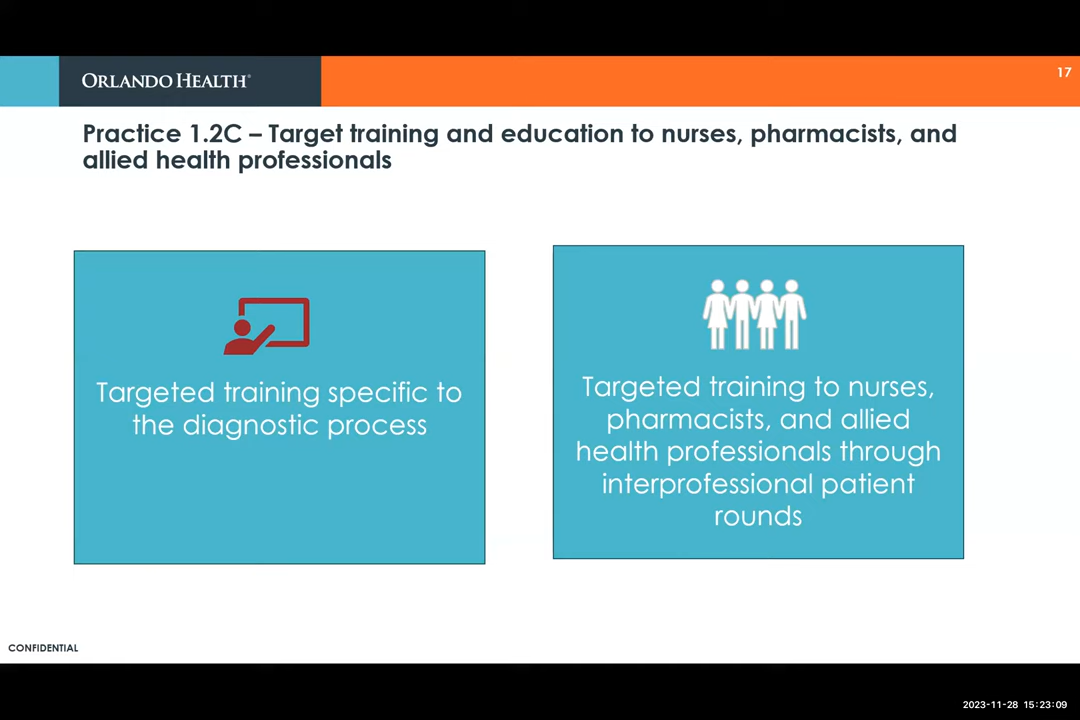 ORLANDO HEALTH®
17
Practice 1.2C – Target training and education to nurses, pharmacists, and
allied health professionals
Targeted training specific to
the diagnostic process
Targeted training to nurses,
pharmacists, and allied
health professionals through
interprofessional patient
rounds
CONFIDENTIAL
2023-11-28 15:23:09